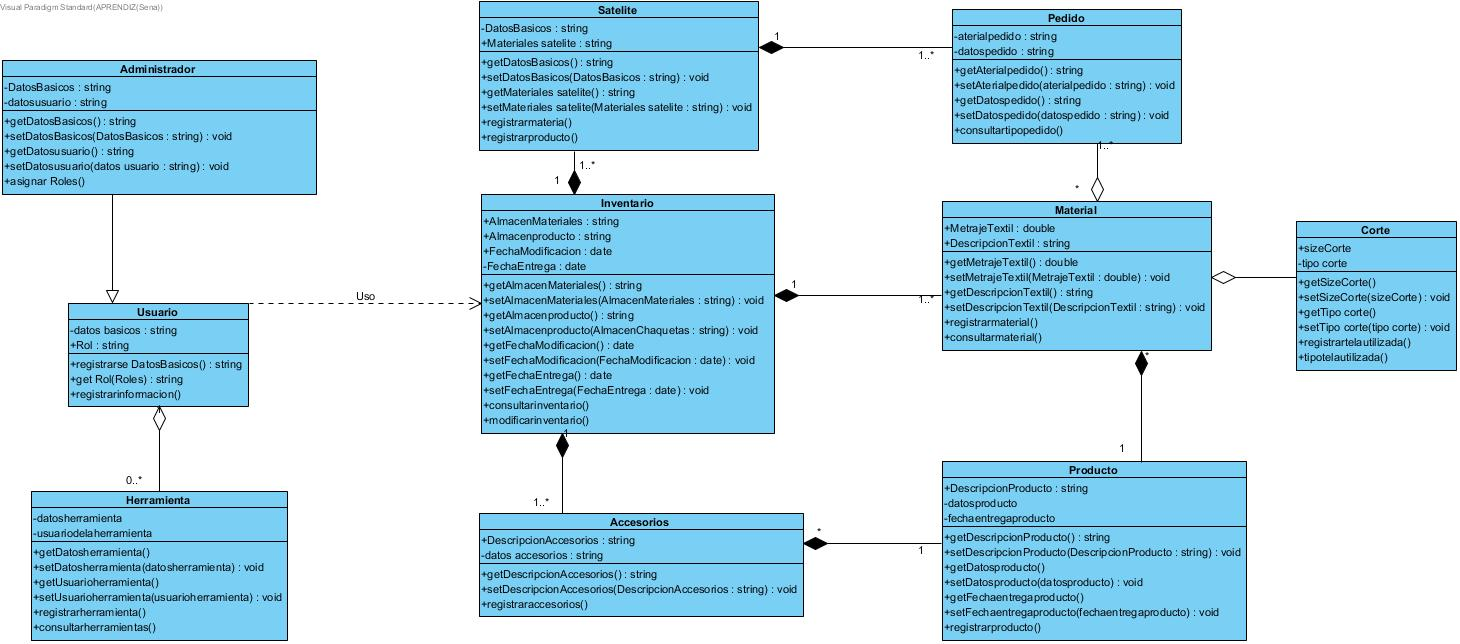 Visual Paradigm Standard(APRENDIZ(Sena))
Satelite
-DatosBasicos : string
+Materiales satelite : string
+getDatosBasicos() : string
+setDatosBasicos(DatosBasicos : string) : void
+getMateriales satelite() : string
+setMateriales satelite(Materiales satelite : string) : void
+registrarmateria()
+registrarproducto()
1
1..*
Pedido
-aterialpedido : string
-datospedido : string
+getAterialpedido() : string
+setAterialpedido(aterialpedido : string) : void
+getDatospedido() : string
+setDatospedido(datospedido : string) : void
+consultartipopedido()
1..*
*
Administrador
-DatosBasicos : string
-datosusuario : string
+getDatosBasicos() : string
+setDatosBasicos(DatosBasicos : string) : void
+getDatosusuario() : string
+setDatosusuario(datos usuario : string) : void
+asignar Roles()
1..*
1
Inventario
+AlmacenMateriales : string
+Almacenproducto : string
+FechaModificacion : date
-FechaEntrega : date
+getAlmacenMateriales() : string
+setAlmacenMateriales(AlmacenMateriales : string) : void
+getAlmacenproducto() : string
+setAlmacenproducto(AlmacenChaquetas : string) : void
+getFechaModificacion() : date
+setFechaModificacion(FechaModificacion : date) : void
+getFechaEntrega() : date
+setFechaEntrega(FechaEntrega : date) : void
+consultarinventario()
+modificarinventario()
1
1..*
Material
+MetrajeTextil : double
+DescripcionTextil : string
+getMetrajeTextil() : double
+setMetrajeTextil(MetrajeTextil : double) : void
+getDescripcionTextil() : string
+setDescripcionTextil(DescripcionTextil : string) : void
+registrarmaterial()
+consultarmaterial()
Corte
+sizeCorte
-tipo corte
+getSizeCorte()
+setSizeCorte(sizeCorte) : void
+getTipo corte()
+setTipo corte(tipo corte) : void
+registrartelautilizada()
+tipotelautilizada()
Uso
Usuario
-datos basicos : string
+Rol : string
+registrarse DatosBasicos() : string
+get Rol(Roles) : string
+registrarinformacion()
1
0..*
Herramienta
-datosherramienta
-usuariodelaherramienta
+getDatosherramienta()
+setDatosherramienta(datosherramienta) : void
+getUsuarioherramienta()
+setUsuarioherramienta(usuarioherramienta) : void
+registrarherramienta()
+consultarherramientas()
1
1..*
Accesorios
+DescripcionAccesorios : string
-datos accesorios : string
+getDescripcionAccesorios() : string
+setDescripcionAccesorios(DescripcionAccesorios : string) : void
+registraraccesorios()
*
1
*
1
Producto
+DescripcionProducto : string
-datosproducto
-fechaentregaproducto
+getDescripcionProducto() : string
+setDescripcionProducto(DescripcionProducto : string) : void
+getDatosproducto()
+setDatosproducto(datosproducto) : void
+getFechaentregaproducto()
+setFechaentregaproducto(fechaentregaproducto) : void
+registrarproducto()